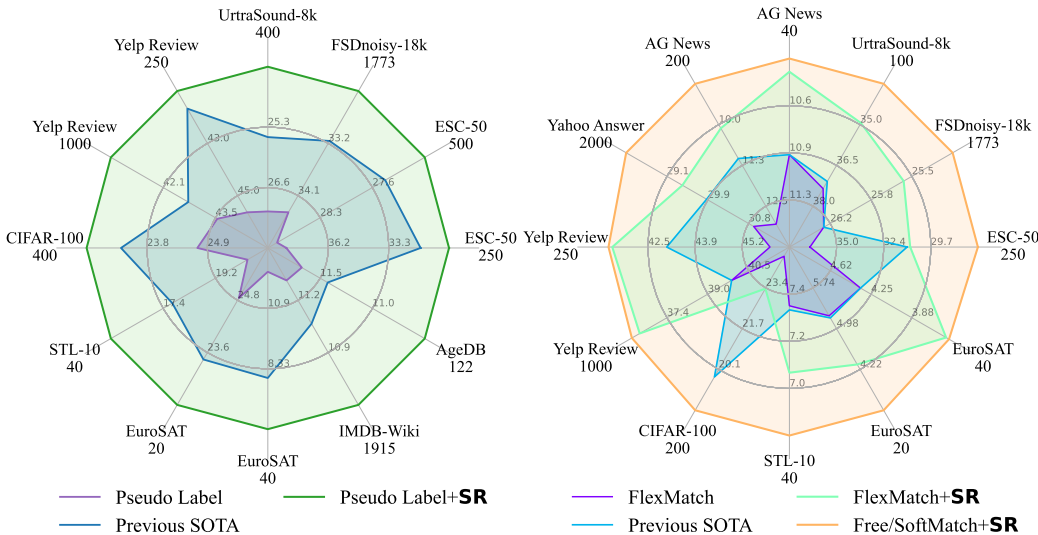 UrtraSound-8k
400
Yelp Review
250
FSDnoisy-18k
1773
Yelp Review
1000
ESC-50
500
CIFAR-100
400
ESC-50
250
STL-10
40
AgeDB
122
EuroSAT
20
IMDB-Wiki
1915
EuroSAT
40
25.3
26.6
33.2
34.1
27.6
28.3
33.3
36.2
11.0
11.5
10.9
11.2
8.33
10.9
23.6
24.8
17.4
19.2
23.8
24.9
42.1
43.5
43.0
45.0
Pseudo Label
Pseudo Label+SR
Previous SOTA
AG News
40
AG News
200
UrtraSound-8k
100
Yahoo Answer
2000
FSDnoisy-18k
1773
Yelp Review
250
ESC-50
250
Yelp Review
1000
EuroSAT
40
CIFAR-100
200
EuroSAT
20
STL-10
40
10.6
10.9
11.3
35.0
36.5
38.0
25.5
25.8
26.2
29.7
32.4
35.0
3.88
4.25
4.62
4.22
4.98
5.74
7.0
7.2
7.4
20.1
21.7
23.4
37.4
39.0
40.5
42.5
43.9
45.2
29.1
29.9
30.8
10.0
11.3
12.5
FlexMatch
FlexMatch+SR
Previous SOTA
Free/SoftMatch+SR